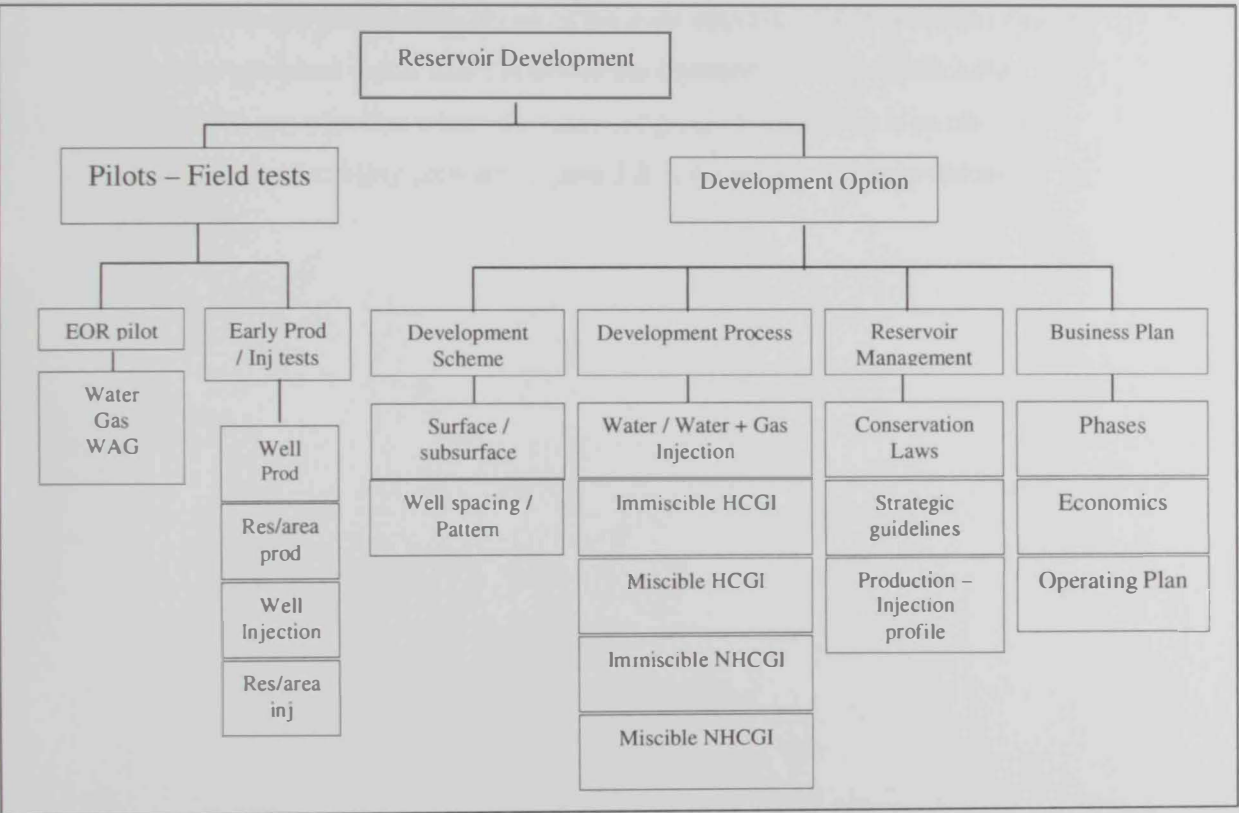 Reservoir Development
Pilots – Field tests
Development Option
EOR pilot
Water
Gas
WAG
Early Prod
/ Inj tests
Well
Prod
Res/area
prod
Well
Injection
Res/area
inj
Development
Scheme
Surface /
subsurface
Well spacing /
Pattern
Development Process
Water / Water + Gas
Injection
Immiscible HCGI
Miscible HCGI
Immiscible NHCGI
Miscible NHCGI
Reservoir
Management
Conservation
Laws
Strategic
guidelines
Production –
Injection
profile
Business Plan
Phases
Economics
Operating Plan